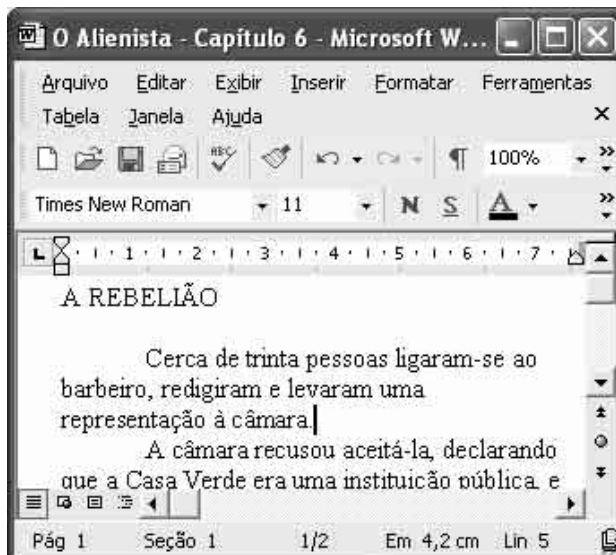 O Alienista - Capítulo 6 - Microsoft W...
Arquivo Editar Exibir Inserir Formatar Ferramentas
Tabela Janela Ajuda
ABC ¶ 100%
Times New Roman 11 N S A
1 2 3 4 5 6 7
A REBELIÃO
Cerca de trinta pessoas ligaram-se ao
barbeiro, redigiram e levaram uma
representação à câmara.
A câmara recusou aceitá-la, declarando
que a Casa Verde era uma instituição pública, e
Pág 1 Seção 1 1/2 Em 4,2 cm Lin 5